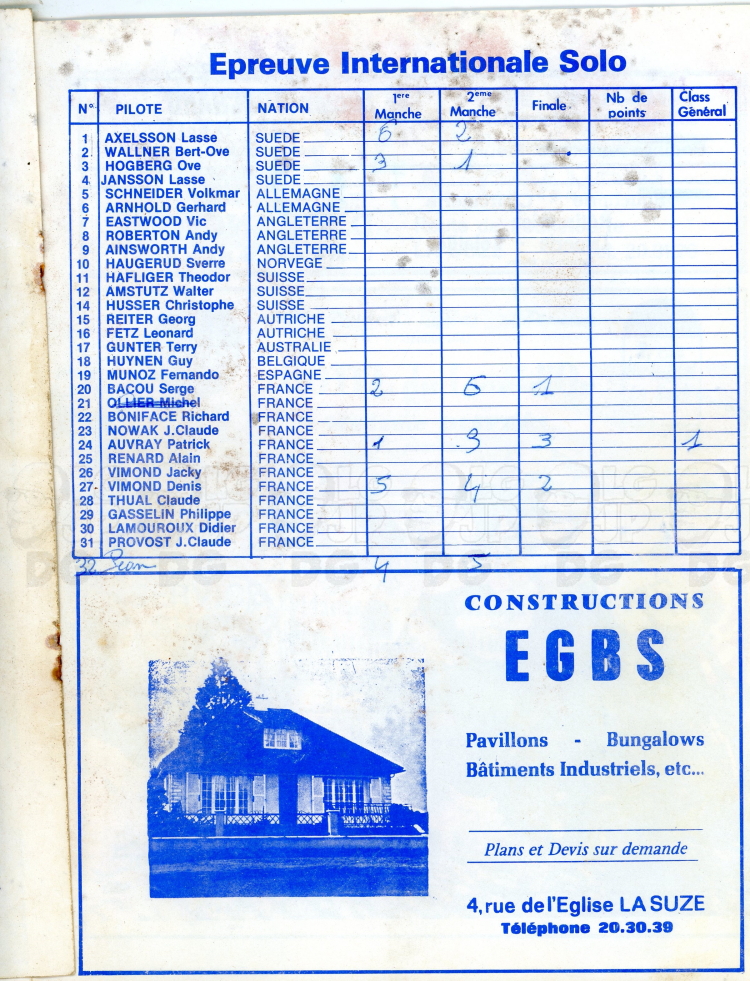 Epreuve Internationale Solo
N° PILOTE NATION 1ere Manche 2eme Manche Finale Nb de points Class Général
1 AXELSSON Lasse SUEDE 6 2
2 WALLNER Bert-Ove SUEDE
3 HOGBERG Ove SUEDE 3 1
4 JANSSON Lasse SUEDE
5 SCHNEIDER Volkmar ALLEMAGNE
6 ARNHOLD Gerhard ALLEMAGNE
7 EASTWOOD Vic ANGLETERRE
8 ROBERTON Andy ANGLETERRE
9 AINSWORTH Andy ANGLETERRE
10 HAUGERUD Sverre NORVEGE
11 HAFLIGER Theodor SUISSE
12 AMSTUTZ Walter SUISSE
14 HUSSER Christophe SUISSE
15 REITER Georg AUTRICHE
16 FETZ Leonard AUTRICHE
17 GUNTER Terry AUSTRALIE
18 HUYNEN Guy BELGIQUE
19 MUNOZ Fernando ESPAGNE
20 BACOU Serge FRANCE 2 6 1
21 OLLIER Michel FRANCE
22 BONIFACE Richard FRANCE
23 NOWAK J.Claude FRANCE
24 AUVRAY Patrick FRANCE 1 3 3 1
25 RENARD Alain FRANCE
26 VIMOND Jacky FRANCE
27 VIMOND Denis FRANCE 5 4 2
28 THUAL Claude FRANCE
29 GASSELIN Philippe FRANCE
30 LAMOUROUX Didier FRANCE
31 PROVOST J.Claude FRANCE
32 4 5
CONSTRUCTIONS
EGBS
Pavillons - Bungalows
Bâtiments Industriels, etc...
Plans et Devis sur demande
4, rue de l'Eglise LA SUZE
Téléphone 20.30.39